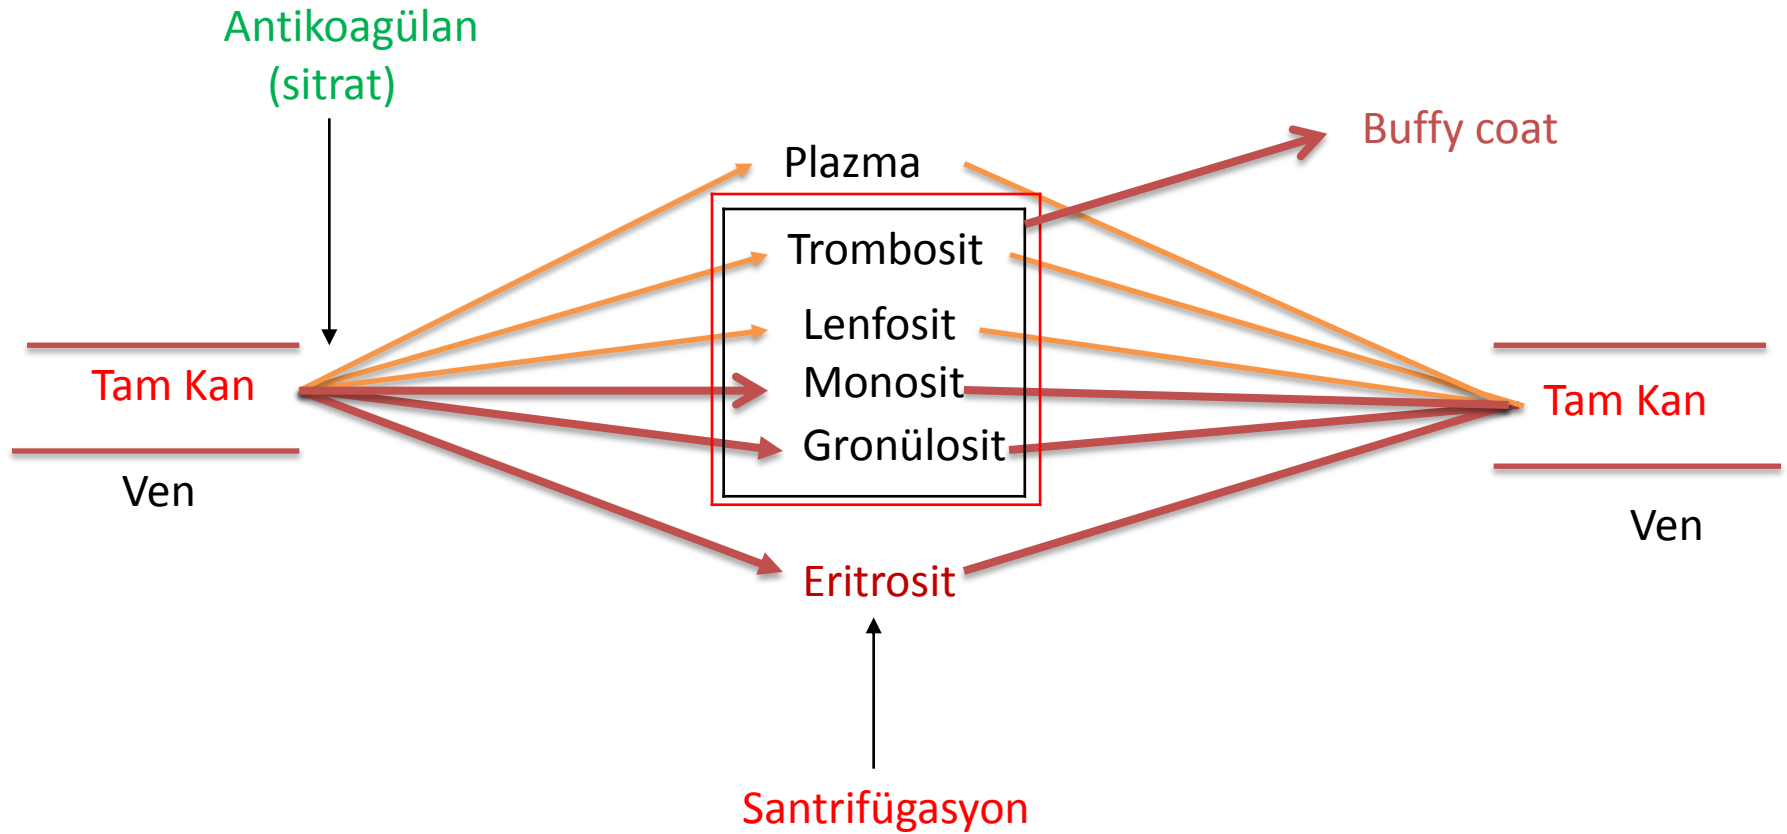 Antikoagülan
(sitrat)
Buffy coat
Plazma
Trombosit
Lenfosit
Monosit
Gronülosit
Tam Kan
Ven
Tam Kan
Ven
Eritrosit
Santrifügasyon